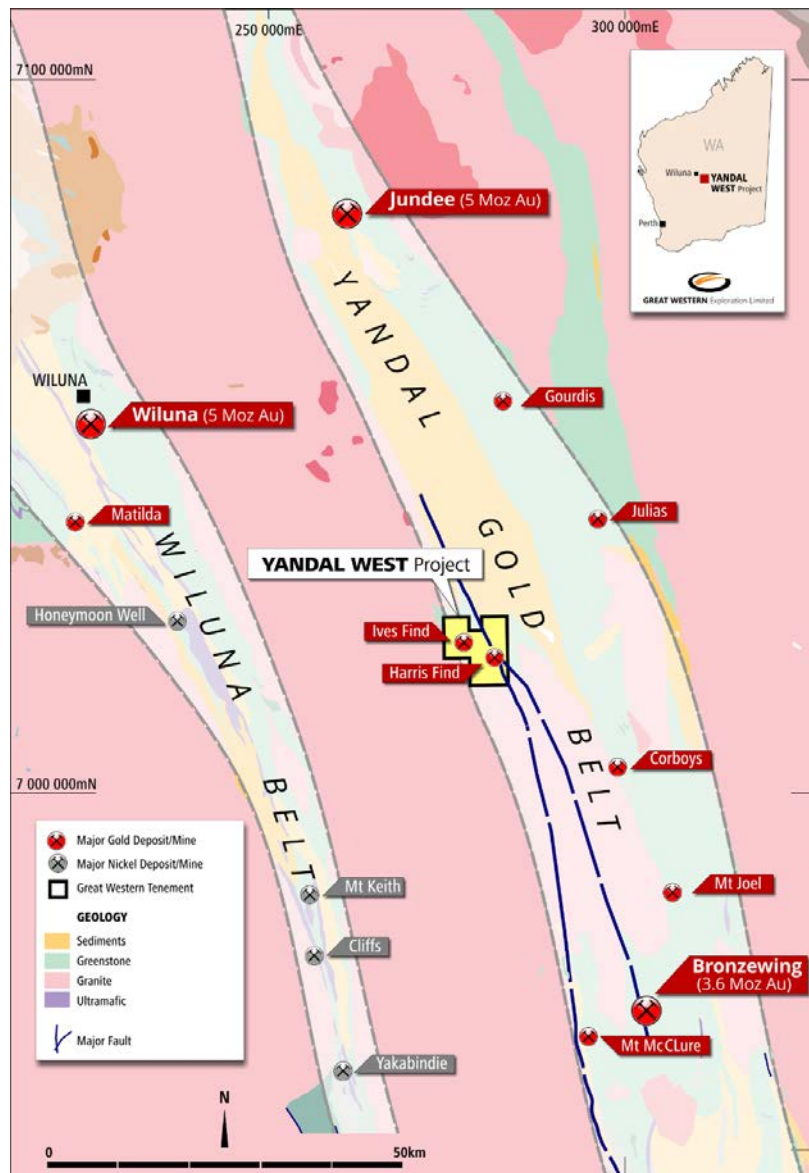 250 000mE
300 000mE
7100 000mN
WA
Wiluna
YANDAL
WEST Project
Perth
GREAT WESTERN Exploration Limited
Jundee (5 Moz Au)
YANDAL
GOLD
BELT
WILUNA
Wiluna (5 Moz Au)
Gourdis
Matilda
Julias
WILUNA
BELT
YANDAL WEST Project
Honeymoon Well
Ives Find
Harris Find
Corboys
7 000 000mN
Major Gold Deposit/Mine
Major Nickel Deposit/Mine
Great Western Tenement
GEOLOGY
Sediments
Greenstone
Granite
Ultramafic
Major Fault
Mt Keith
Mt Joel
Cliffs
Bronzewing
(3.6 Moz Au)
Mt McCLure
Yakabindie
N
0
50km